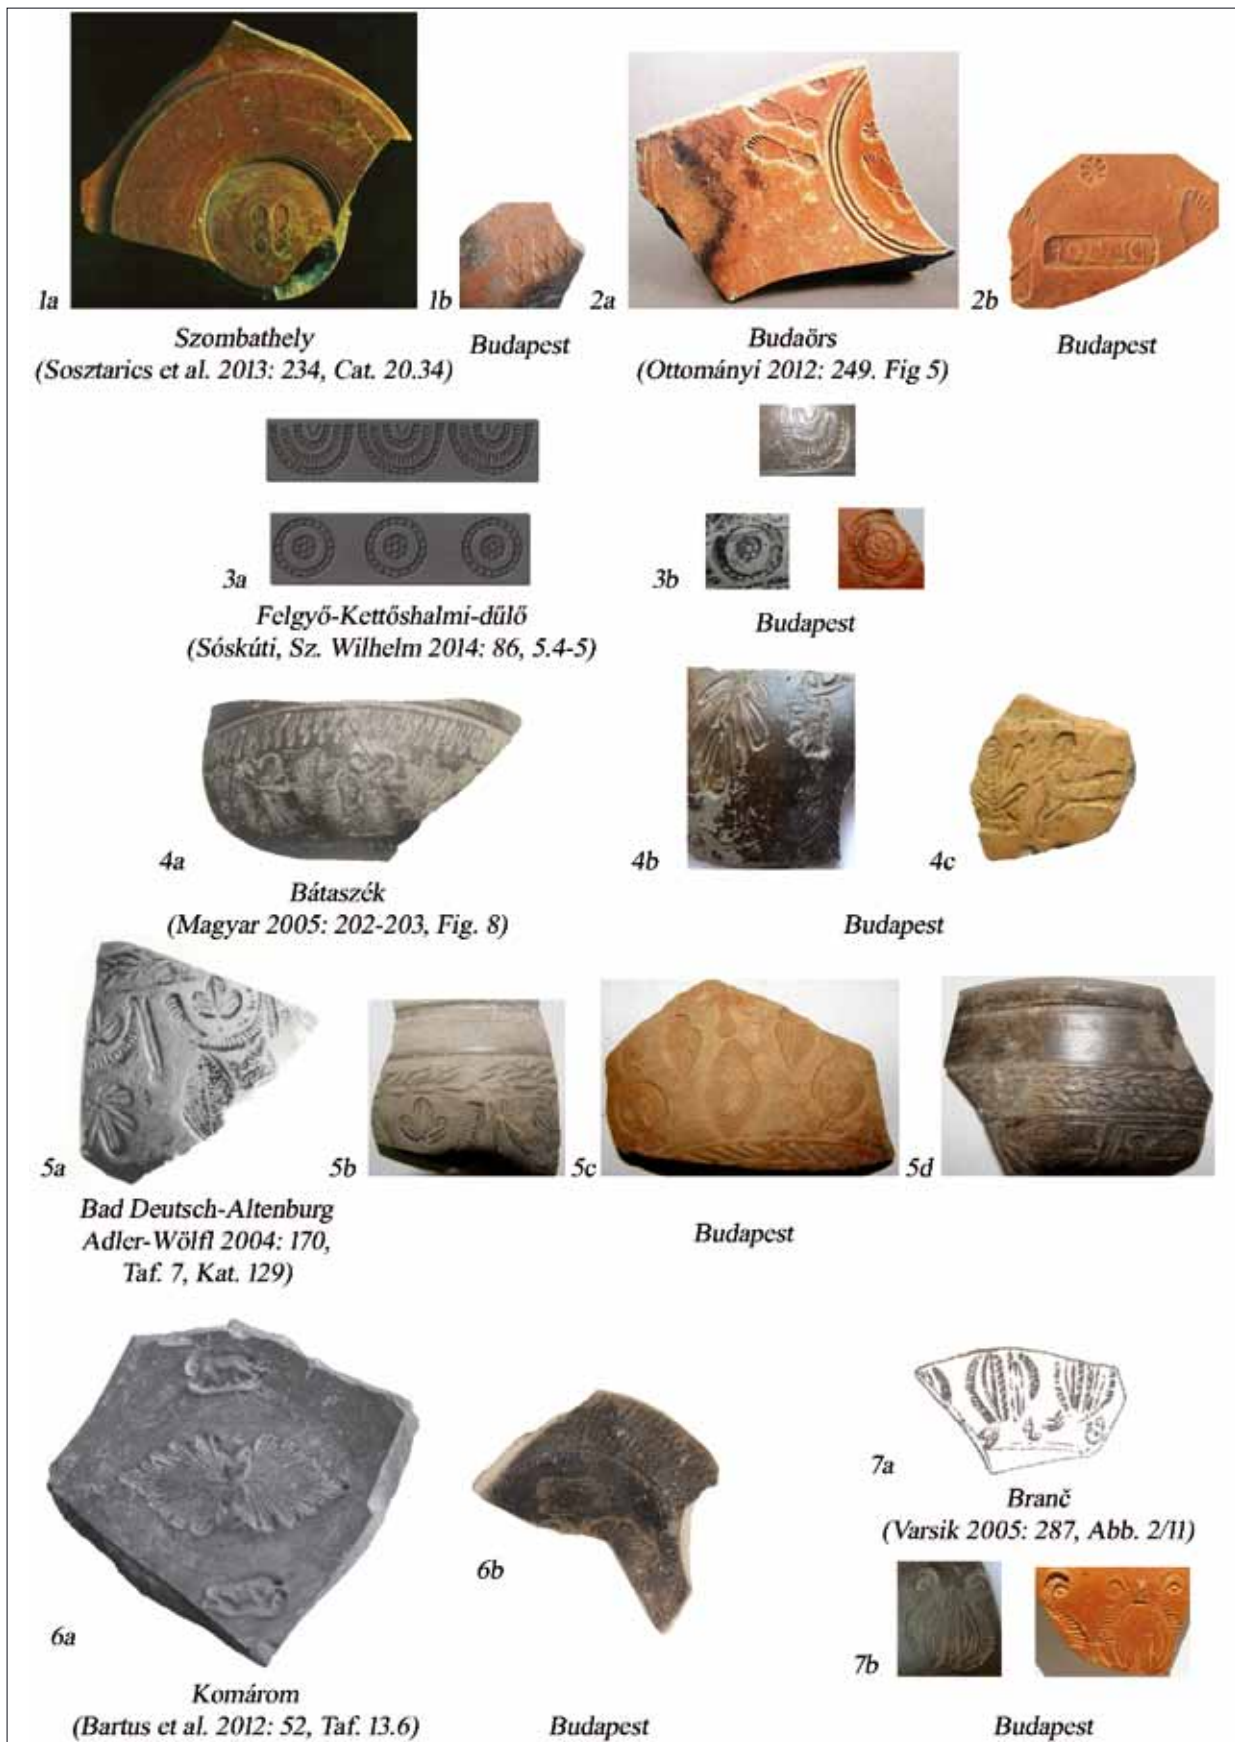 1a
1b
2a
2b
Szombathely
(Sosztarics et al. 2013: 234, Cat. 20.34)
Budapest
Budaörs
(Ottományi 2012: 249. Fig 5)
Budapest
3a
3b
Felgyő-Kettőshalmi-dűlő
(Sóskúti, Sz. Wilhelm 2014: 86, 5.4-5)
Budapest
4a
4b
4c
Bátaszék
(Magyar 2005: 202-203, Fig. 8)
Budapest
5a
5b
5c
5d
Bad Deutsch-Altenburg
Adler-Wölfl 2004: 170,
Taf. 7, Kat. 129)
Budapest
6a
6b
7a
Branč
(Varsik 2005: 287, Abb. 2/11)
7b
Komárom
(Bartus et al. 2012: 52, Taf. 13.6)
Budapest
Budapest